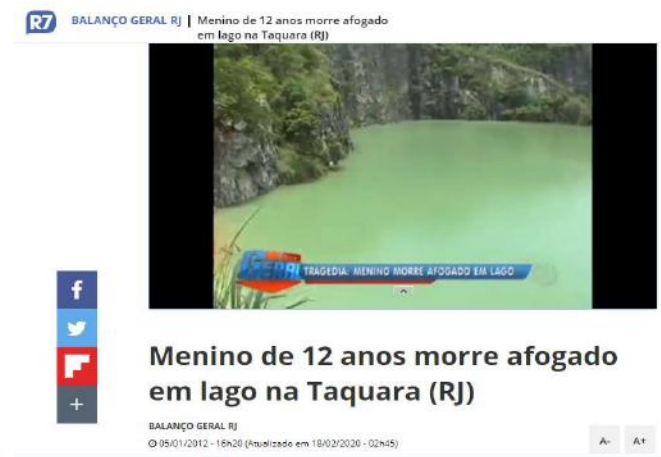 R7 BALANÇO GERAL RJ | Menino de 12 anos morre afogado
em lago na Taquara (RJ)
GERAL TRAGEDIA: MENINO MORRE AFOGADO EM LAGO
f
+
Menino de 12 anos morre afogado
em lago na Taquara (RJ)
BALANÇO GERAL RJ
05/01/2012 - 16h20 (Atualizado em 18/02/2020 - 02h45)
A- A+